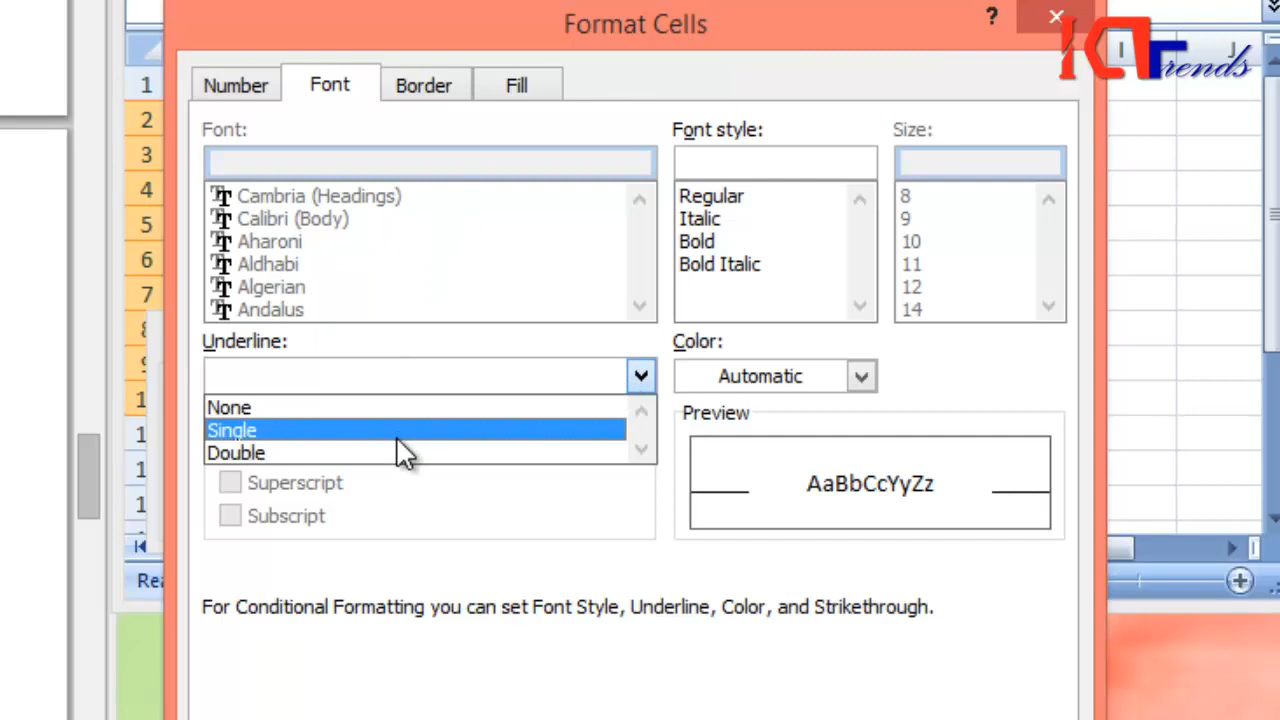 Format Cells
?
KTrends
I
J
Number Font Border Fill
Font: Font style: Size:
Cambria (Headings)
Calibri (Body)
Aharoni
Aldhabi
Algerian
Andalus
Regular
Italic
Bold
Bold Italic
8
9
10
11
12
14
Underline: Color:
Automatic
None
Single
Double
Superscript
Subscript
Preview
AaBbCcYyZz
For Conditional Formatting you can set Font Style, Underline, Color, and Strikethrough.
1
2
3
4
5
6
7